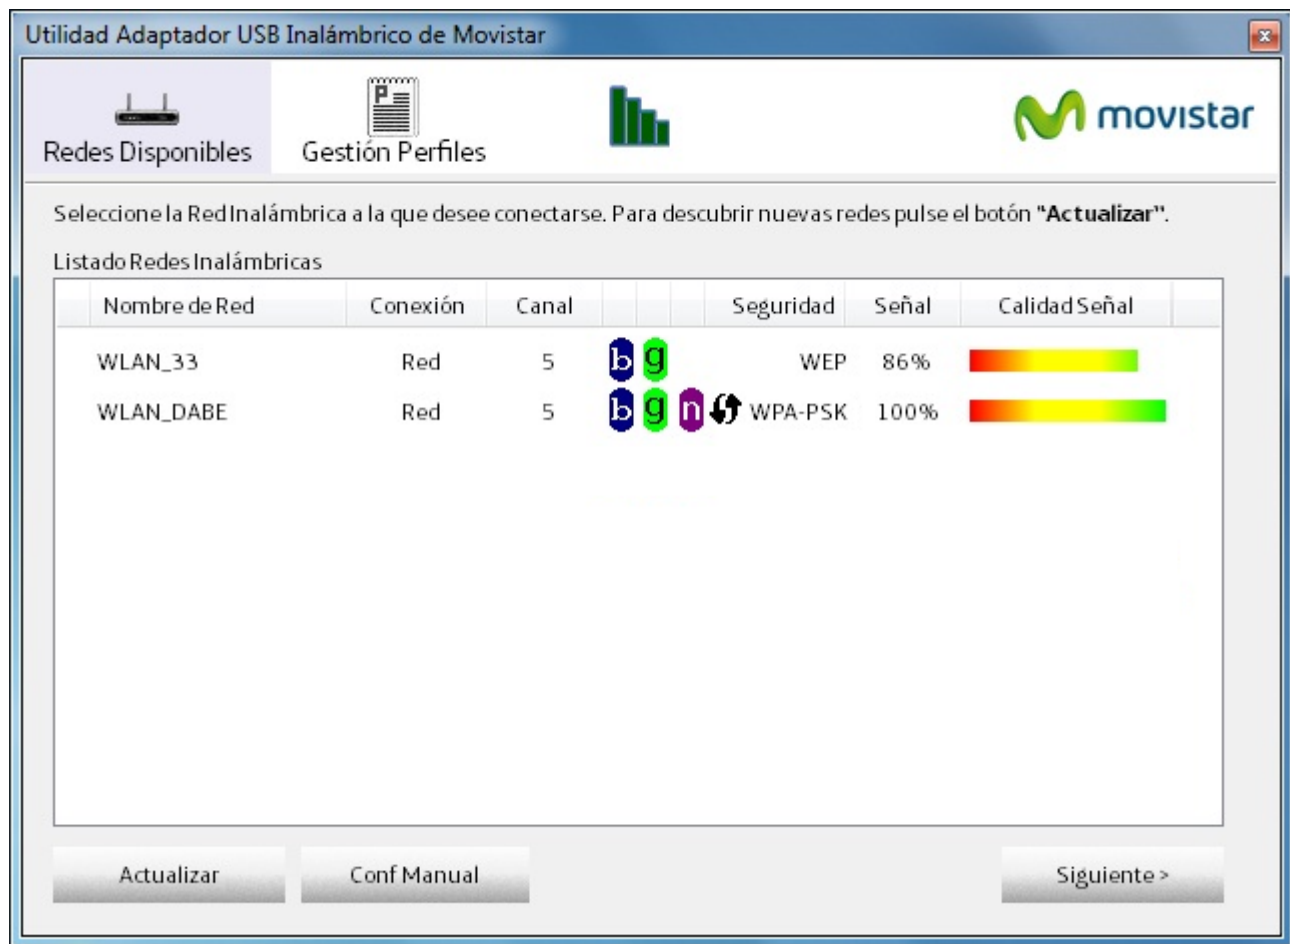 Utilidad Adaptador USB Inalámbrico de Movistar
Redes Disponibles
P
Gestión Perfiles
movistar
Seleccione la Red Inalámbrica a la que desee conectarse. Para descubrir nuevas redes pulse el botón "Actualizar".
Listado Redes Inalámbricas
Nombre de Red Conexión Canal Seguridad Señal Calidad Señal
WLAN_33 Red 5 b g WEP 86%
WLAN_DABE Red 5 b g n WPA-PSK 100%
Actualizar Conf Manual Siguiente >